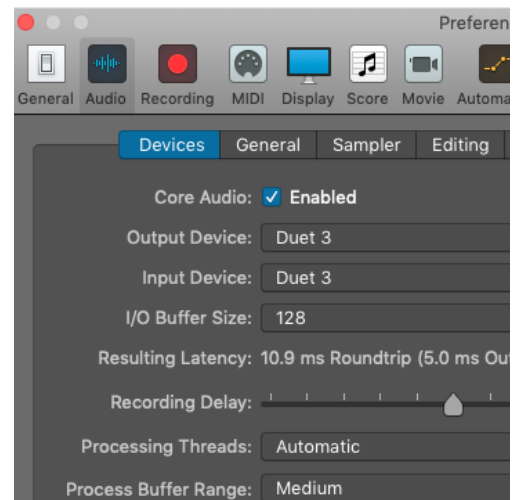 Preferen
General Audio Recording MIDI Display Score Movie Automa
Devices General Sampler Editing
Core Audio: Enabled
Output Device: Duet 3
Input Device: Duet 3
I/O Buffer Size: 128
Resulting Latency: 10.9 ms Roundtrip (5.0 ms Ou
Recording Delay:
Processing Threads: Automatic
Process Buffer Range: Medium